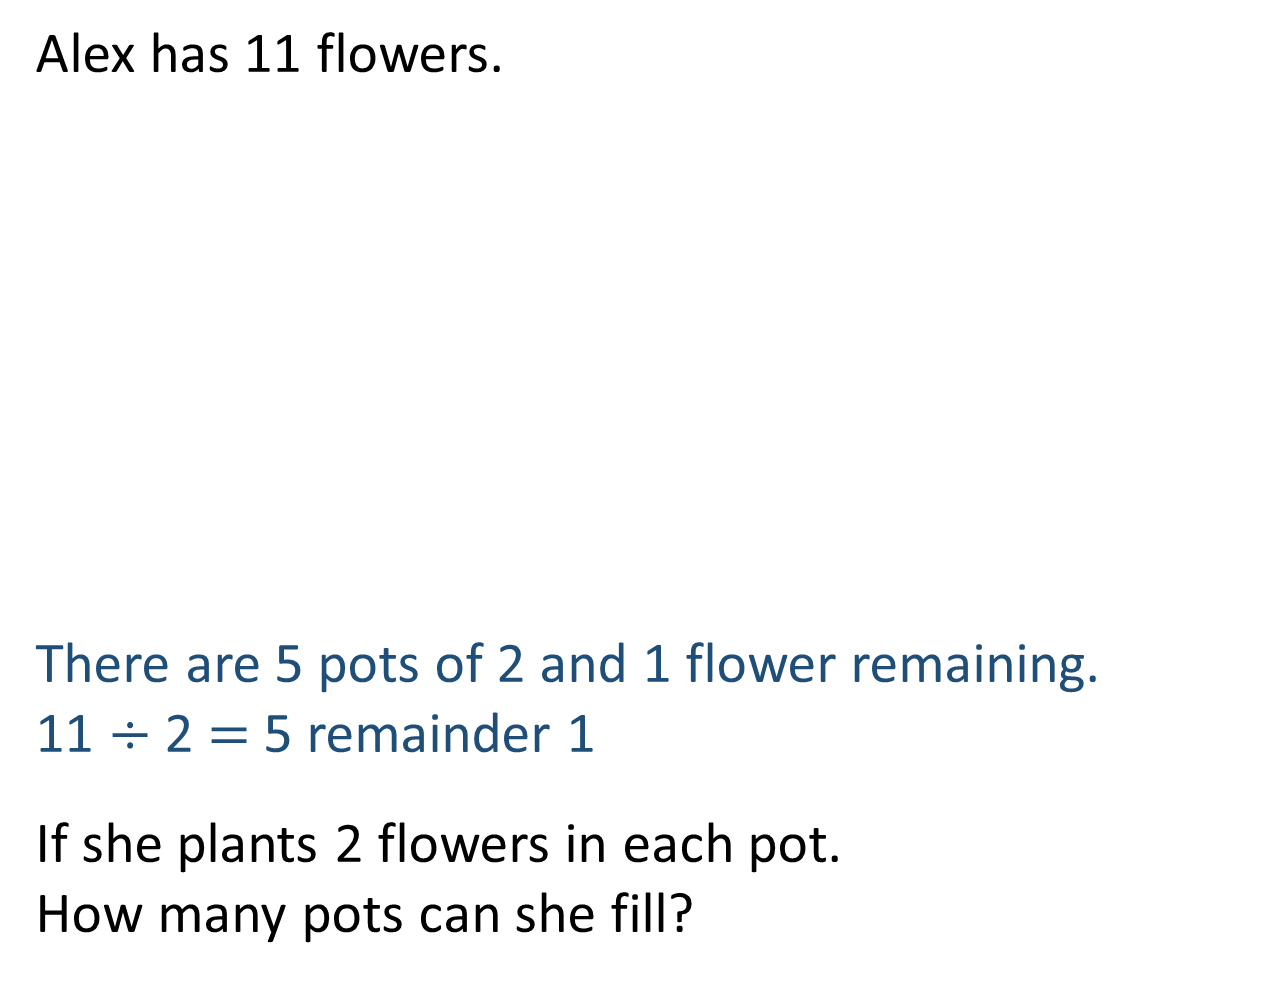 Alex has 11 flowers.
There are 5 pots of 2 and 1 flower remaining.
11 ÷ 2 = 5 remainder 1
If she plants 2 flowers in each pot.
How many pots can she fill?